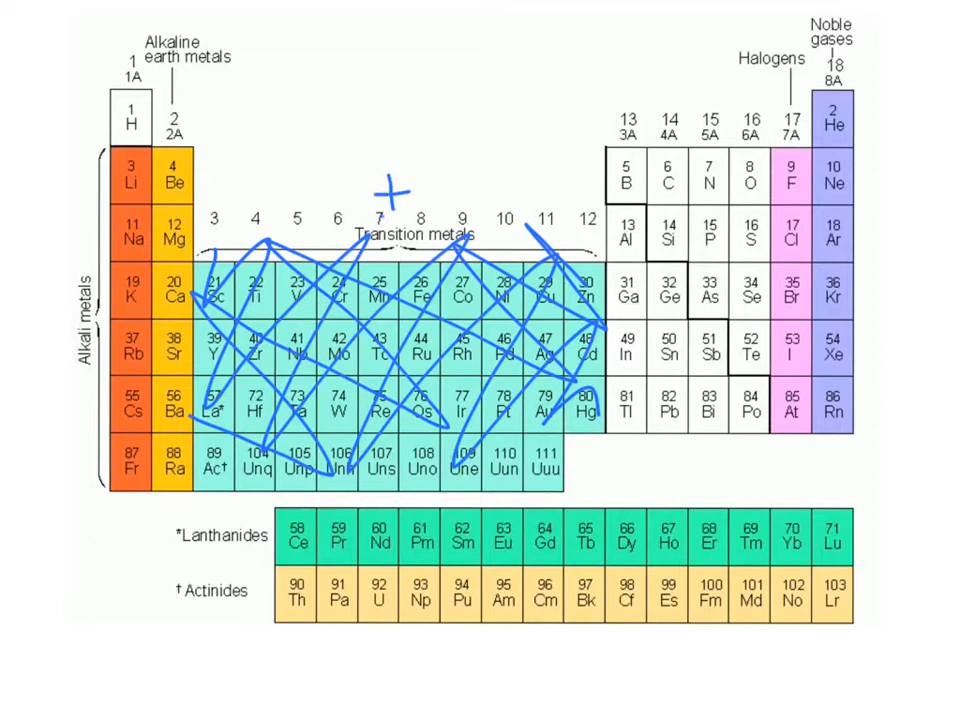 Noble
gases
Alkaline
earth metals
Halogens
1
1A
18
8A
1 H
2
2A
13
3A
14
4A
15
5A
16
6A
17
7A
2 He
3 Li
4 Be
5 B
6 C
7 N
8 O
9 F
10 Ne
+
11 Na
12 Mg
3 4 5 6 7 8 9 10 11 12
Transition metals
13 Al
14 Si
15 P
16 S
17 Cl
18 Ar
Alkali metals
19 K
20 Ca
21 Sc
22 Ti
23 V
24 Cr
25 Mn
26 Fe
27 Co
28 Ni
29 Cu
30 Zn
31 Ga
32 Ge
33 As
34 Se
35 Br
36 Kr
37 Rb
38 Sr
39 Y
40 Zr
41 Nb
42 Mo
43 Tc
44 Ru
45 Rh
46 Pd
47 Ag
48 Cd
49 In
50 Sn
51 Sb
52 Te
53 I
54 Xe
55 Cs
56 Ba
57 La*
72 Hf
73 Ta
74 W
75 Re
76 Os
77 Ir
78 Pt
79 Au
80 Hg
81 Tl
82 Pb
83 Bi
84 Po
85 At
86 Rn
87 Fr
88 Ra
89 Ac†
104 Unq
105 Unp
106 Unh
107 Uns
108 Uno
109 Une
110 Uun
111 Uuu
*Lanthanides
58 Ce
59 Pr
60 Nd
61 Pm
62 Sm
63 Eu
64 Gd
65 Tb
66 Dy
67 Ho
68 Er
69 Tm
70 Yb
71 Lu
† Actinides
90 Th
91 Pa
92 U
93 Np
94 Pu
95 Am
96 Cm
97 Bk
98 Cf
99 Es
100 Fm
101 Md
102 No
103 Lr